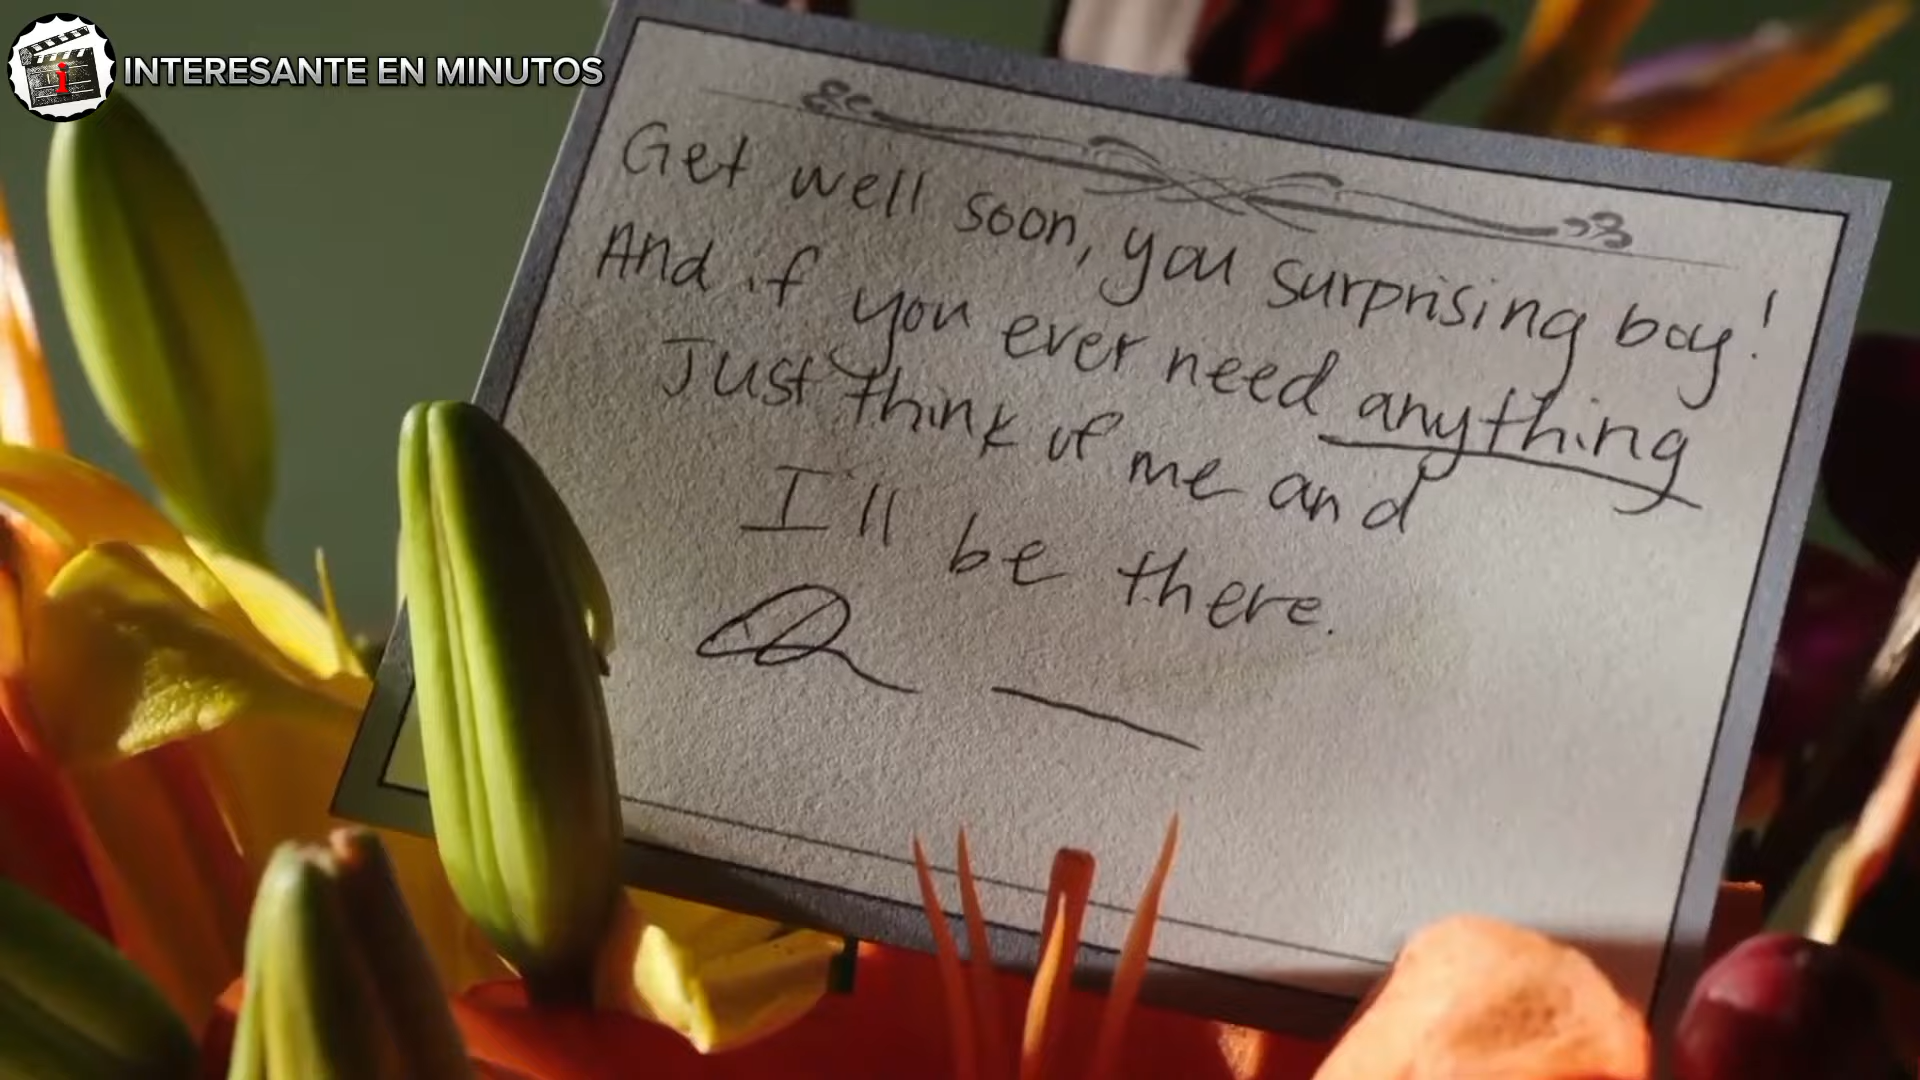 INTERESANTE EN MINUTOS
Get well soon, you surprising boy!
And if you ever need anything
Just think of me and
I'll be there.